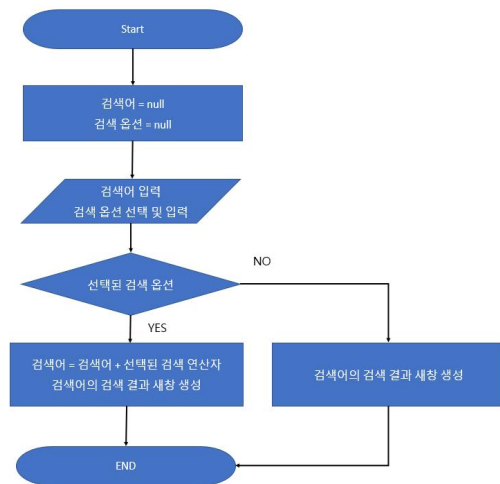 Start
검색어 = null
검색 옵션 = null
검색어 입력
검색 옵션 선택 및 입력
선택된 검색 옵션
NO
YES
검색어 = 검색어 + 선택된 검색 연산자
검색어의 검색 결과 새창 생성
검색어의 검색 결과 새창 생성
END